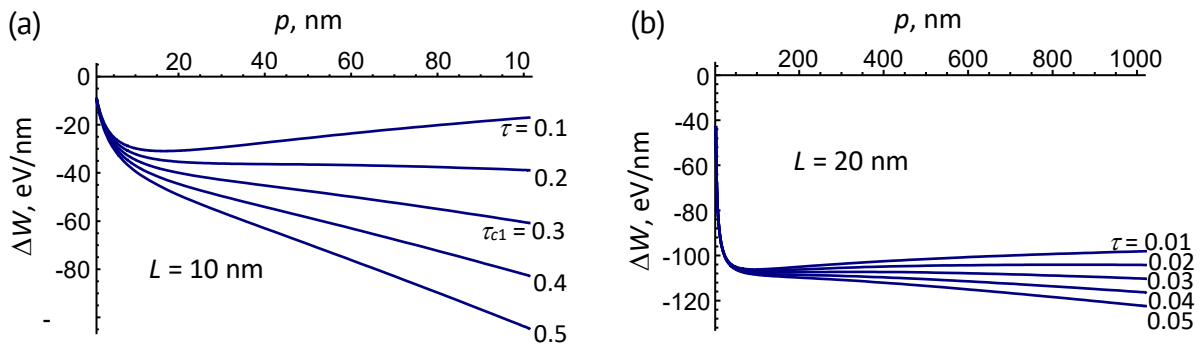 (a)
p, nm
20 40 60 80 10
0
-20
-40
-60
-80
-
ΔW, eV/nm
τ = 0.1
0.2
τc1 = 0.3
0.4
0.5
L = 10 nm
(b)
p, nm
200 400 600 800 1000
0
-40
-60
-80
-100
-120
ΔW, eV/nm
L = 20 nm
τ = 0.01
0.02
0.03
0.04
0.05